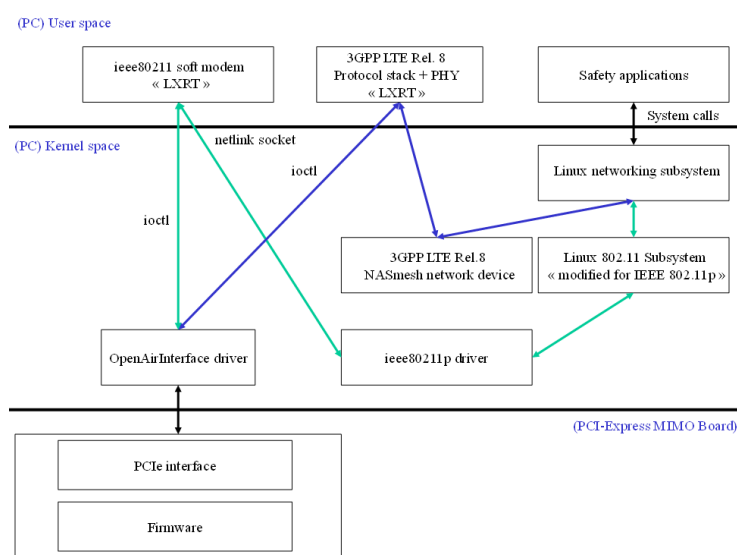 (PC) User space
ieee80211 soft modem
« LXRT »
3GPP LTE Rel. 8
Protocol stack + PHY
« LXRT »
Safety applications
System calls
(PC) Kernel space
netlink socket
ioctl
Linux networking subsystem
ioctl
3GPP LTE Rel.8
NASmesh network device
Linux 802.11 Subsystem
« modified for IEEE 802.11p »
OpenAirInterface driver
ieee80211p driver
(PCI-Express MIMO Board)
PCIe interface
Firmware